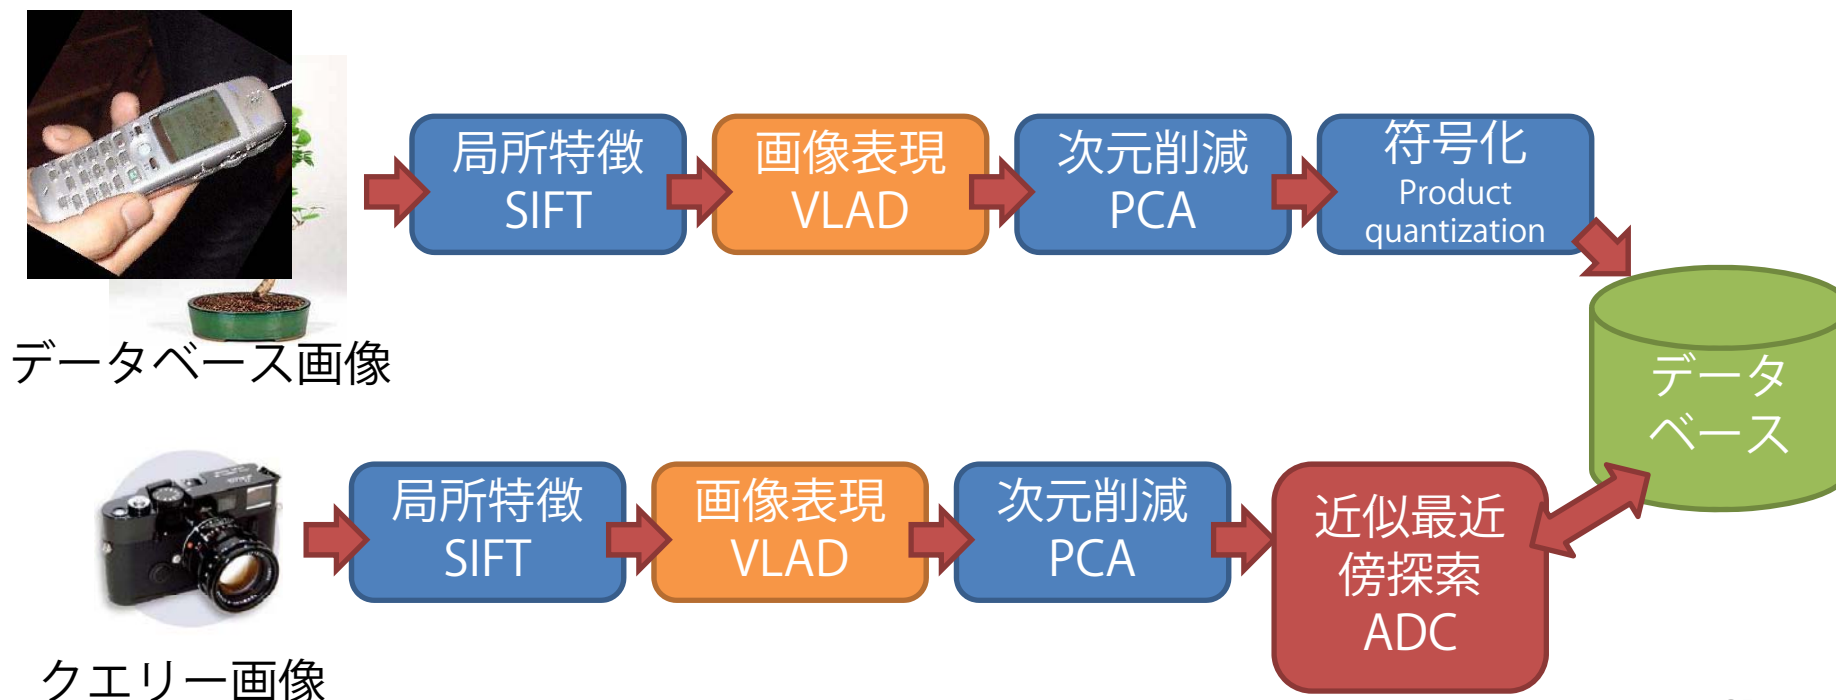 データベース画像
局所特徴
SIFT
画像表現
VLAD
次元削減
PCA
符号化
Product
quantization
データ
ベース
クエリー画像
局所特徴
SIFT
画像表現
VLAD
次元削減
PCA
近似最近
傍探索
ADC